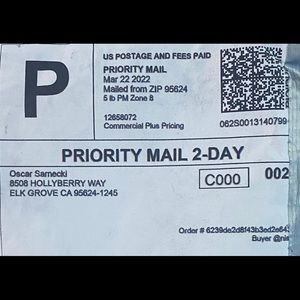 P
US POSTAGE AND FEES PAID
PRIORITY MAIL
Mar 22 2022
Mailed from ZIP 95624
5 lb PM Zone 8
12658072
Commercial Plus Pricing
062S0013140799
PRIORITY MAIL 2-DAY
Oscar Samecki
8508 HOLLYBERRY WAY
ELK GROVE CA 95624-1245
C000
002
Order # 6239de2d8f43b3ed2e643
Buyer @nis